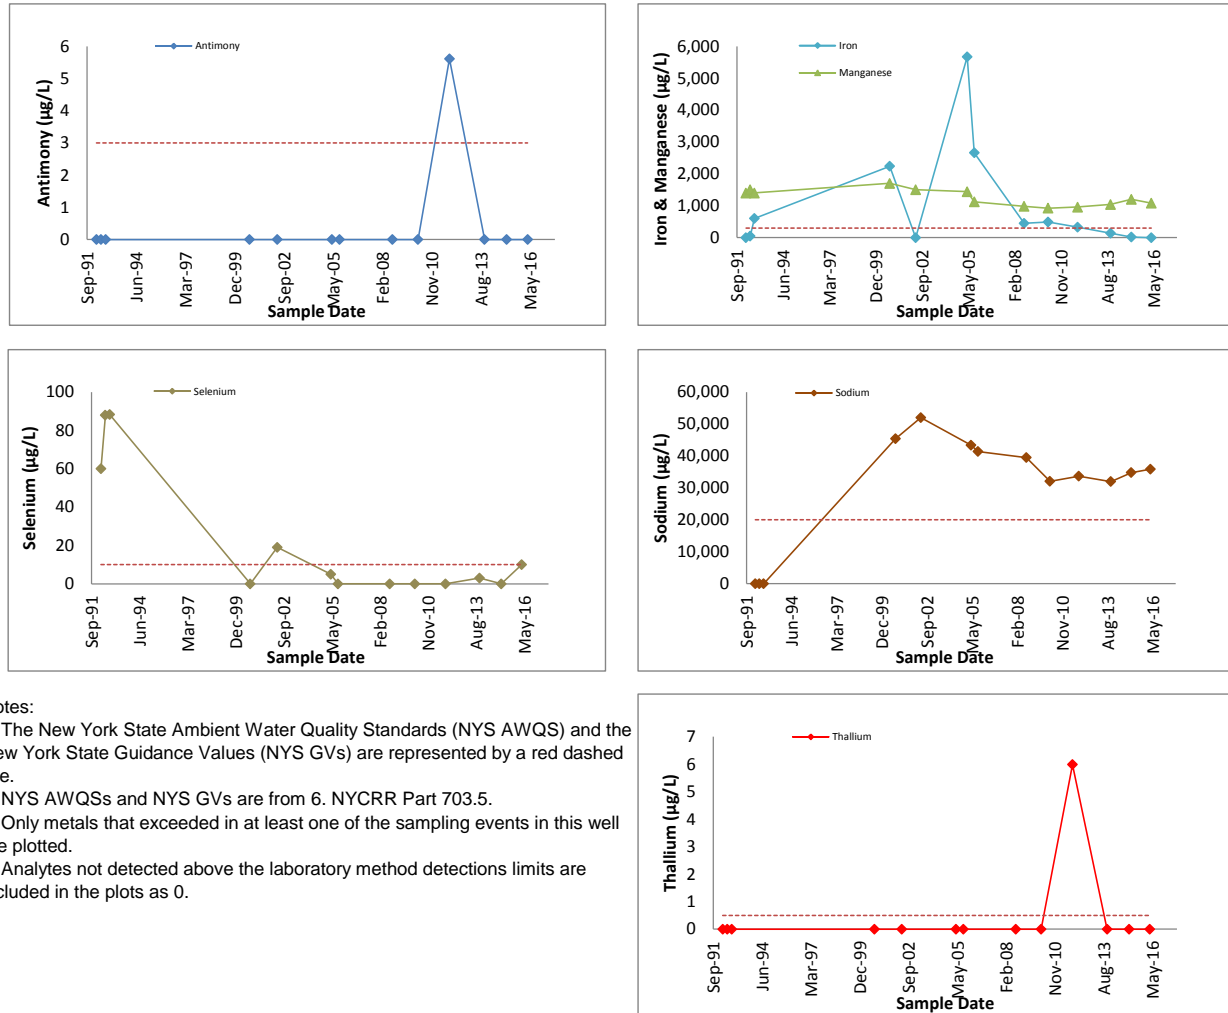 Antimony
6
5
4
3
2
1
0
Antimony (µg/L)
Sep-91
Jun-94
Mar-97
Dec-99
Sep-02
May-05
Feb-08
Nov-10
Aug-13
May-16
Sample Date
Iron
Manganese
6,000
5,000
4,000
3,000
2,000
1,000
0
Iron & Manganese (µg/L)
Sep-91
Jun-94
Mar-97
Dec-99
Sep-02
May-05
Feb-08
Nov-10
Aug-13
May-16
Sample Date
Selenium
100
80
60
40
20
0
Selenium (µg/L)
Sep-91
Jun-94
Mar-97
Dec-99
Sep-02
May-05
Feb-08
Nov-10
Aug-13
May-16
Sample Date
Sodium
60,000
50,000
40,000
30,000
20,000
10,000
0
Sodium (µg/L)
Sep-91
Jun-94
Mar-97
Dec-99
Sep-02
May-05
Feb-08
Nov-10
Aug-13
May-16
Sample Date
otes:
The New York State Ambient Water Quality Standards (NYS AWQS) and the
ew York State Guidance Values (NYS GVs) are represented by a red dashed
e.
NYS AWQSs and NYS GVs are from 6. NYCRR Part 703.5.
Only metals that exceeded in at least one of the sampling events in this well
e plotted.
Analytes not detected above the laboratory method detections limits are
cluded in the plots as 0.
Thallium
7
6
5
4
3
2
1
0
Thallium (µg/L)
Sep-91
Jun-94
Mar-97
Dec-99
Sep-02
May-05
Feb-08
Nov-10
Aug-13
May-16
Sample Date